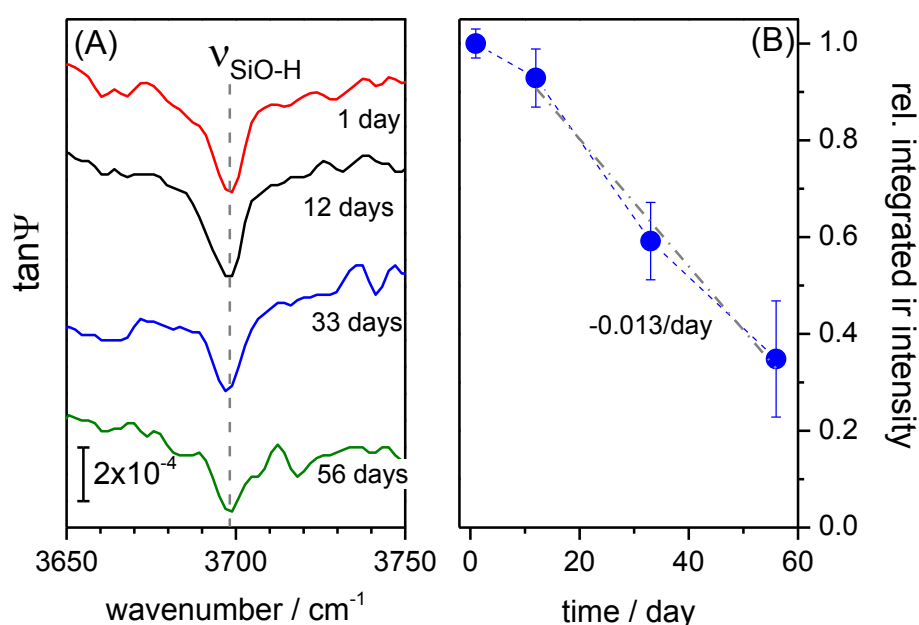 (A)
ν_SiO-H
1 day
12 days
33 days
56 days
2x10⁻⁴
tanΨ
3650 3700 3750
wavenumber / cm⁻¹
(B)
-0.013/day
1.0
0.8
0.6
0.4
0.2
0.0
rel. integrated ir intensity
0 20 40 60
time / day